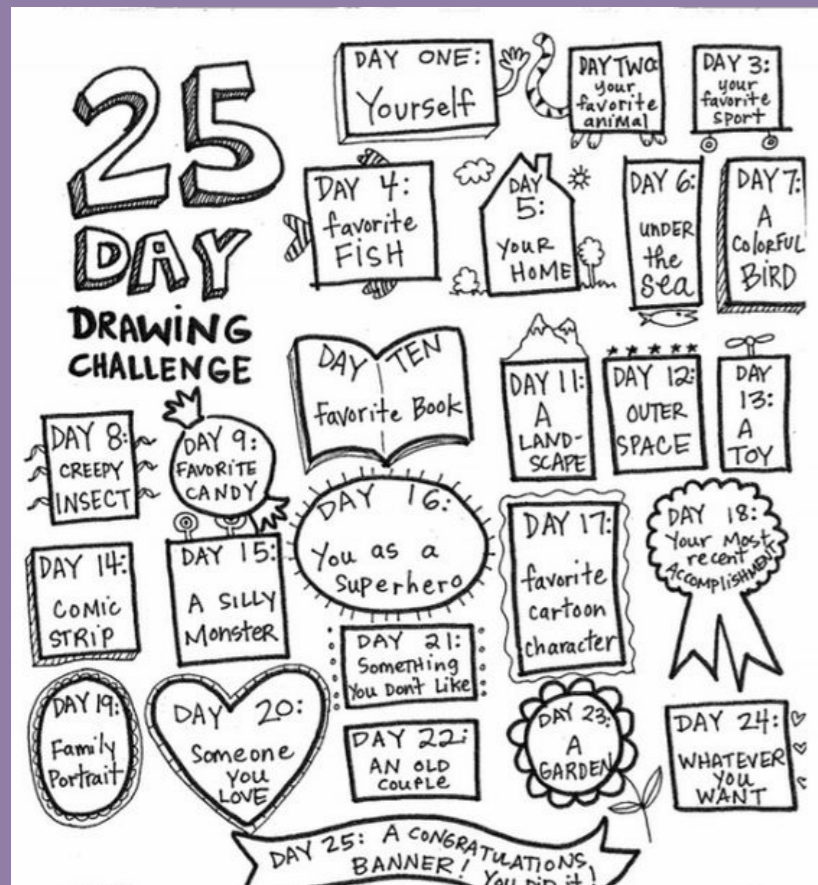 25
DAY
DRAWiNG
CHALLENGE
DAY ONE:
Yourself
DAY TWO:
your
favorite
animal
DAY 3:
your
favorite
SPORT
DAY 4:
favorite
FISH
DAY
5:
YOUR
HOME
DAY 6:
UNDER
the
Sea
DAY 7:
A
COLORFUL
BIRD
DAY 8:
CREEPY
INSECT
DAY 9:
FAVORITE
CANDY
DAY TEN
Favorite Book
DAY 11:
A
LAND-
SCAPE
DAY 12:
OUTER
SPACE
DAY
13:
A
TOY
DAY 14:
COMIC
STRIP
DAY 15:
A SILLY
Monster
DAY 16:
You as a
Superhero
DAY 17:
favorite
cartoon
character
DAY 18:
Your Most
recent
ACCOMPLISHMENT
DAY 19:
Family
Portrait
DAY 20:
Someone
YOU
LOVE
DAY 21:
Something
You Dont Like
DAY 22:
AN OLD
COUPLE
DAY 23:
A
GARDEN
DAY 24:
WHATEVER
YOU
WANT
DAY 25: A CONGRATULATIONS
BANNER! YOU DID it!